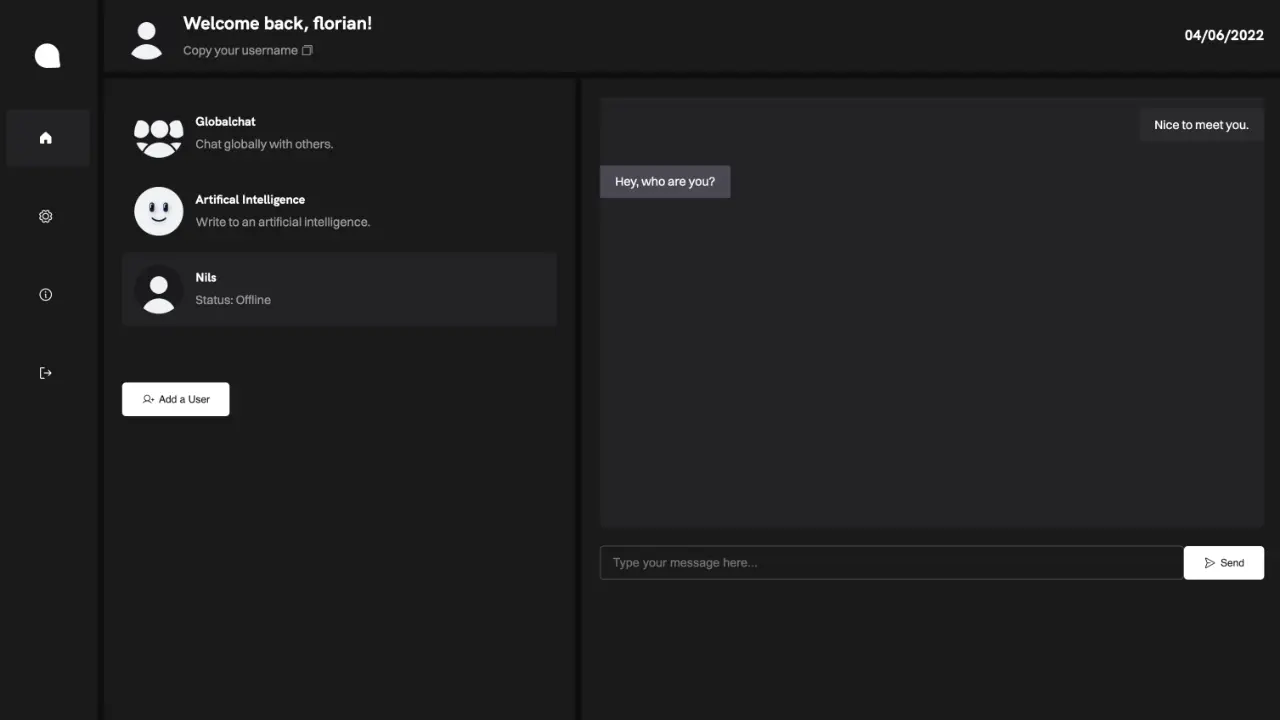 Welcome back, florian!
Copy your username
04/06/2022
Globalchat
Chat globally with others.
Artifical Intelligence
Write to an artificial intelligence.
Nils
Status: Offline
Add a User
Nice to meet you.
Hey, who are you?
Type your message here...
Send